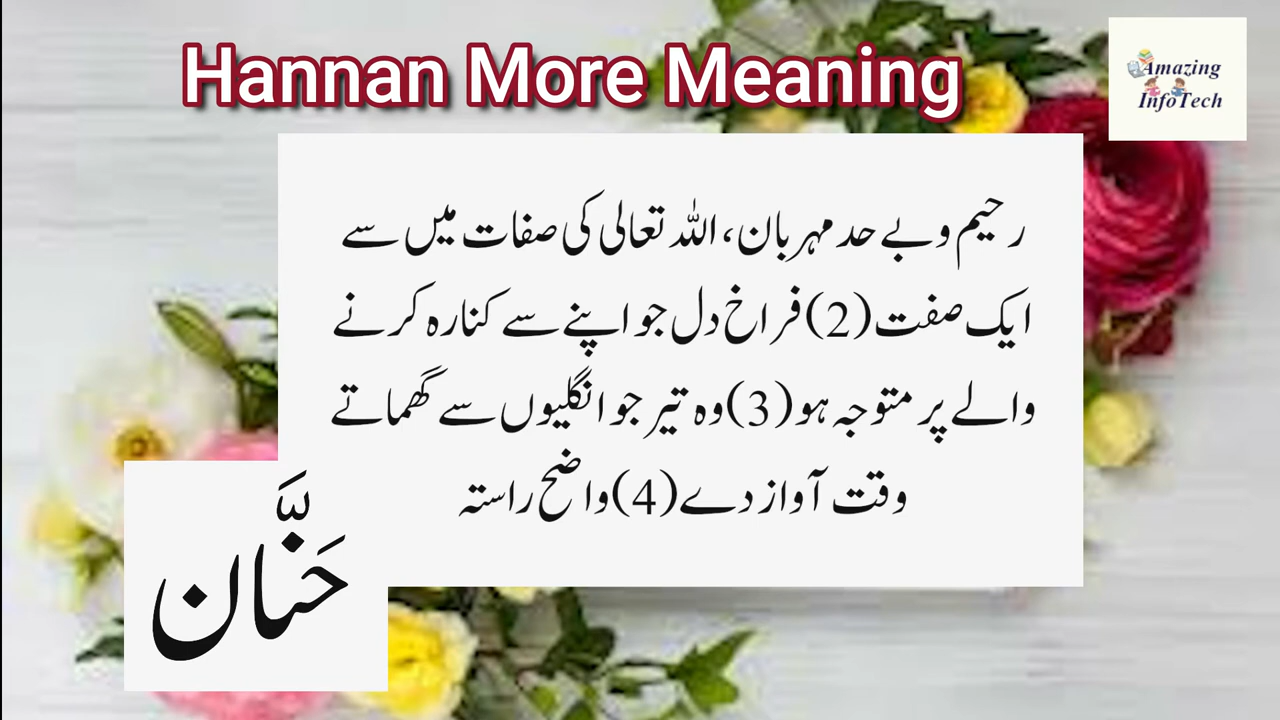 Hannan More Meaning
Amazing
InfoTech
رحیم و بے حد مہربان، اللہ تعالی کی صفات میں سے
ایک صفت (2) فراخ دل جو اپنے سے کنارہ کرنے
والے پر متوجہ ہو (3) وہ تیر جو انگلیوں سے گھماتے
وقت آواز دے (4) واضح راستہ
حَنَّان